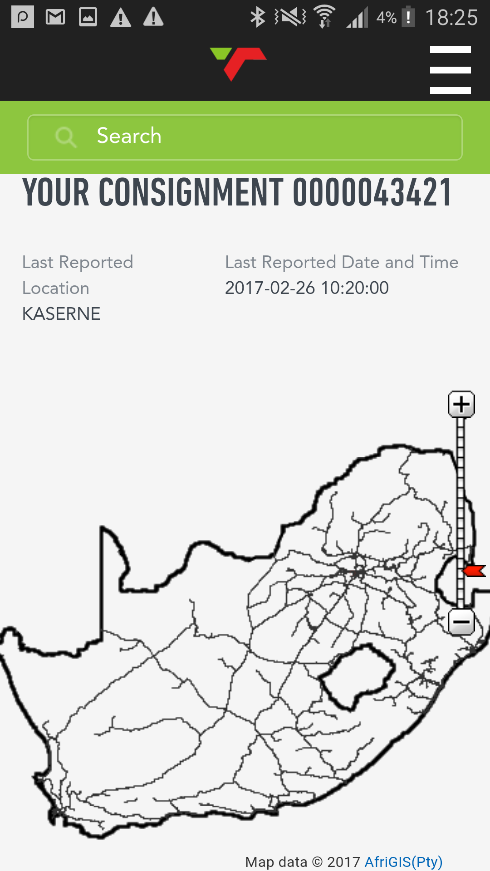 4% 18:25
Search
YOUR CONSIGNMENT 0000043421
Last Reported
Location
KASERNE
Last Reported Date and Time
2017-02-26 10:20:00
Map data © 2017 AfriGIS(Pty)